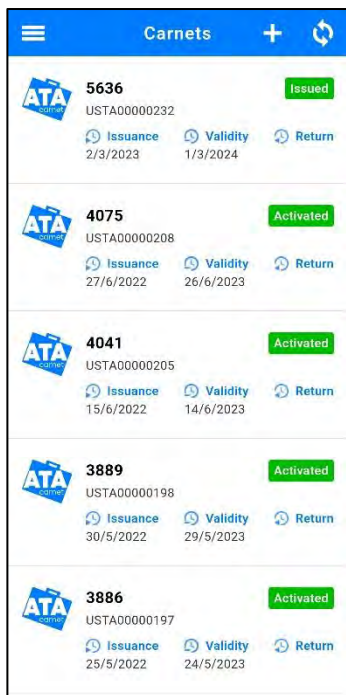 Carnets
ATA carnet
5636
Issued
USTA00000232
Issuance Validity Return
2/3/2023 1/3/2024
ATA carnet
4075
Activated
USTA00000208
Issuance Validity Return
27/6/2022 26/6/2023
ATA carnet
4041
Activated
USTA00000205
Issuance Validity Return
15/6/2022 14/6/2023
ATA carnet
3889
Activated
USTA00000198
Issuance Validity Return
30/5/2022 29/5/2023
ATA carnet
3886
Activated
USTA00000197
Issuance Validity Return
25/5/2022 24/5/2023